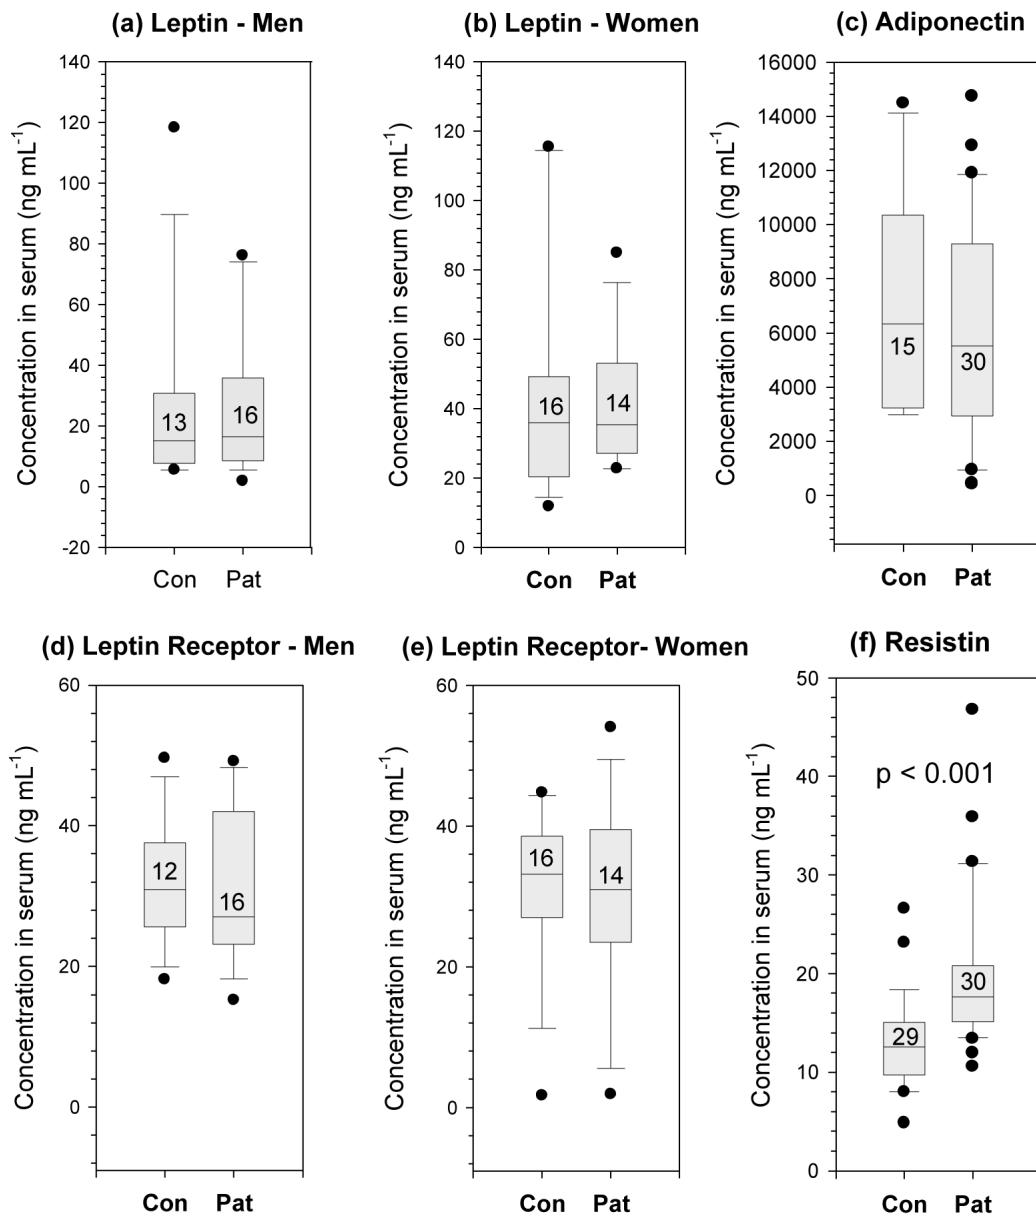 (a) Leptin - Men
Concentration in serum (ng mL-1)
140
120
100
80
60
40
20
0
-20
13
16
Con Pat
(b) Leptin - Women
Concentration in serum (ng mL-1)
140
120
100
80
60
40
20
0
16
14
Con Pat
(c) Adiponectin
Concentration in serum (ng mL-1)
16000
14000
12000
10000
8000
6000
4000
2000
0
15
30
Con Pat
(d) Leptin Receptor - Men
Concentration in serum (ng mL-1)
60
40
20
0
12
16
Con Pat
(e) Leptin Receptor- Women
Concentration in serum (ng mL-1)
60
40
20
0
16
14
Con Pat
(f) Resistin
Concentration in serum (ng mL-1)
50
40
30
20
10
0
p < 0.001
29
30
Con Pat